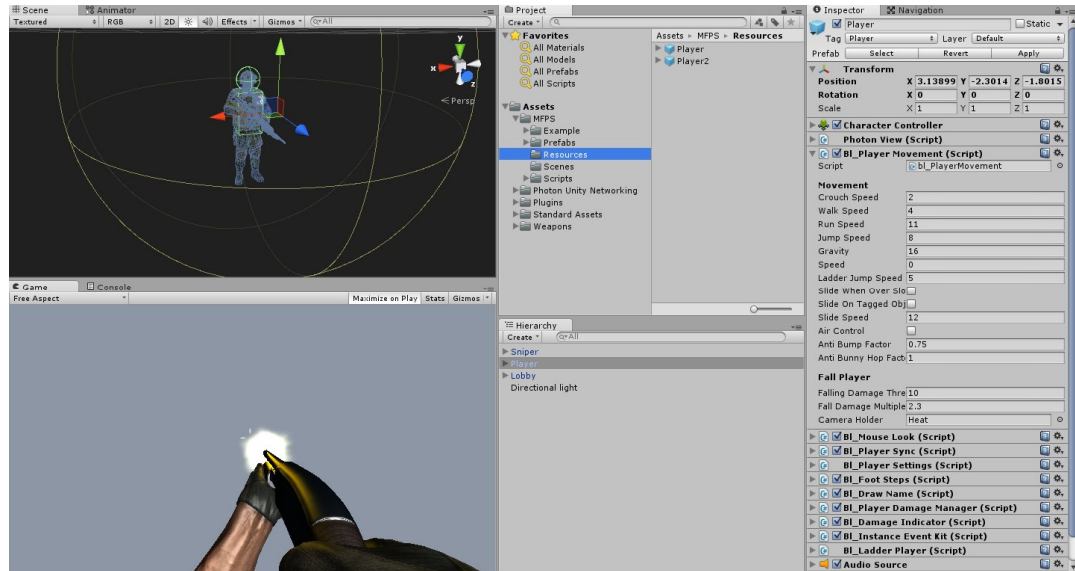 Scene
Animator
Textured
RGB
2D
Effects
Gizmos
All
y
x
z
Persp
Game
Console
Free Aspect
Maximize on Play
Stats
Gizmos
Project
Create
Favorites
All Materials
All Models
All Prefabs
All Scripts
Assets
MFPS
Example
Prefabs
Resources
Scenes
Scripts
Photon Unity Networking
Plugins
Standard Assets
Weapons
Assets ▸ MFPS ▸ Resources
Player
Player2
Hierarchy
Create
All
Sniper
Player
Lobby
Directional light
Inspector
Navigation
Player
Static
Tag Player Layer Default
Prefab Select Revert Apply
Transform
Position X 3.13899 Y -2.3014 Z -1.8015
Rotation X 0 Y 0 Z 0
Scale X 1 Y 1 Z 1
Character Controller
Photon View (Script)
Bl_Player Movement (Script)
Script bl_PlayerMovement
Movement
Crouch Speed 2
Walk Speed 4
Run Speed 11
Jump Speed 8
Gravity 16
Speed 0
Ladder Jump Speed 5
Slide When Over Slo
Slide On Tagged Obj
Slide Speed 12
Air Control
Anti Bump Factor 0.75
Anti Bunny Hop Fact 1
Fall Player
Falling Damage Thre 10
Fall Damage Multiple 2.3
Camera Holder Heat
Bl_Mouse Look (Script)
Bl_Player Sync (Script)
Bl_Player Settings (Script)
Bl_Foot Steps (Script)
Bl_Draw Name (Script)
Bl_Player Damage Manager (Script)
Bl_Damage Indicator (Script)
Bl_Instance Event Kit (Script)
Bl_Ladder Player (Script)
Audio Source